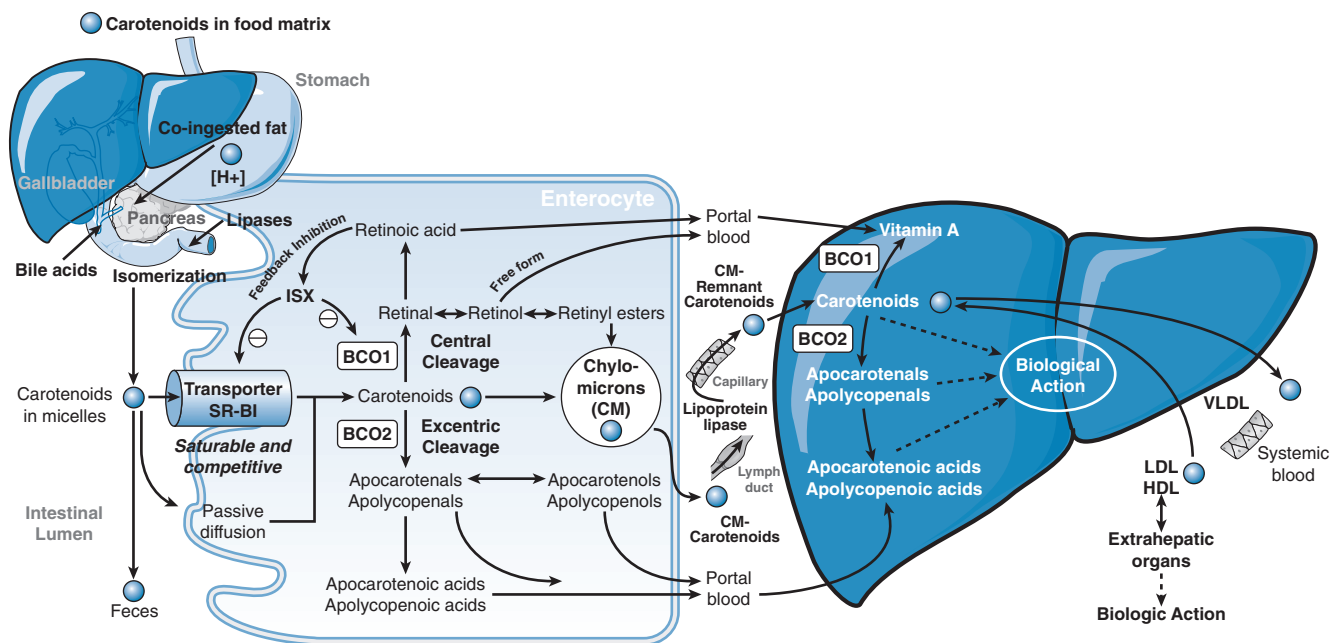 Carotenoids in food matrix
Stomach
Co-ingested fat
[H+]
Gallbladder
Pancreas
Lipases
Bile acids
Isomerization
Enterocyte
Feedback Inhibition
Retinoic acid
Portal
blood
Free form
ISX
Retinal
Retinol
Retinyl esters
BCO1
Central
Cleavage
Carotenoids
in micelles
Transporter
SR-BI
Saturable and
competitive
Carotenoids
Chylo-
microns
(CM)
BCO2
Excentric
Cleavage
Apocarotenals
Apolycopenals
Apocarotenols
Apolycopenols
Passive
diffusion
Intestinal
Lumen
Feces
Apocarotenoic acids
Apolycopenoic acids
CM-
Remnant
Carotenoids
Capillary
Lipoprotein
lipase
Lymph
duct
CM-
Carotenoids
Portal
blood
Vitamin A
BCO1
Carotenoids
BCO2
Apocarotenals
Apolycopenals
Biological
Action
Apocarotenoic acids
Apolycopenoic acids
VLDL
Systemic
blood
LDL
HDL
Extrahepatic
organs
Biologic Action